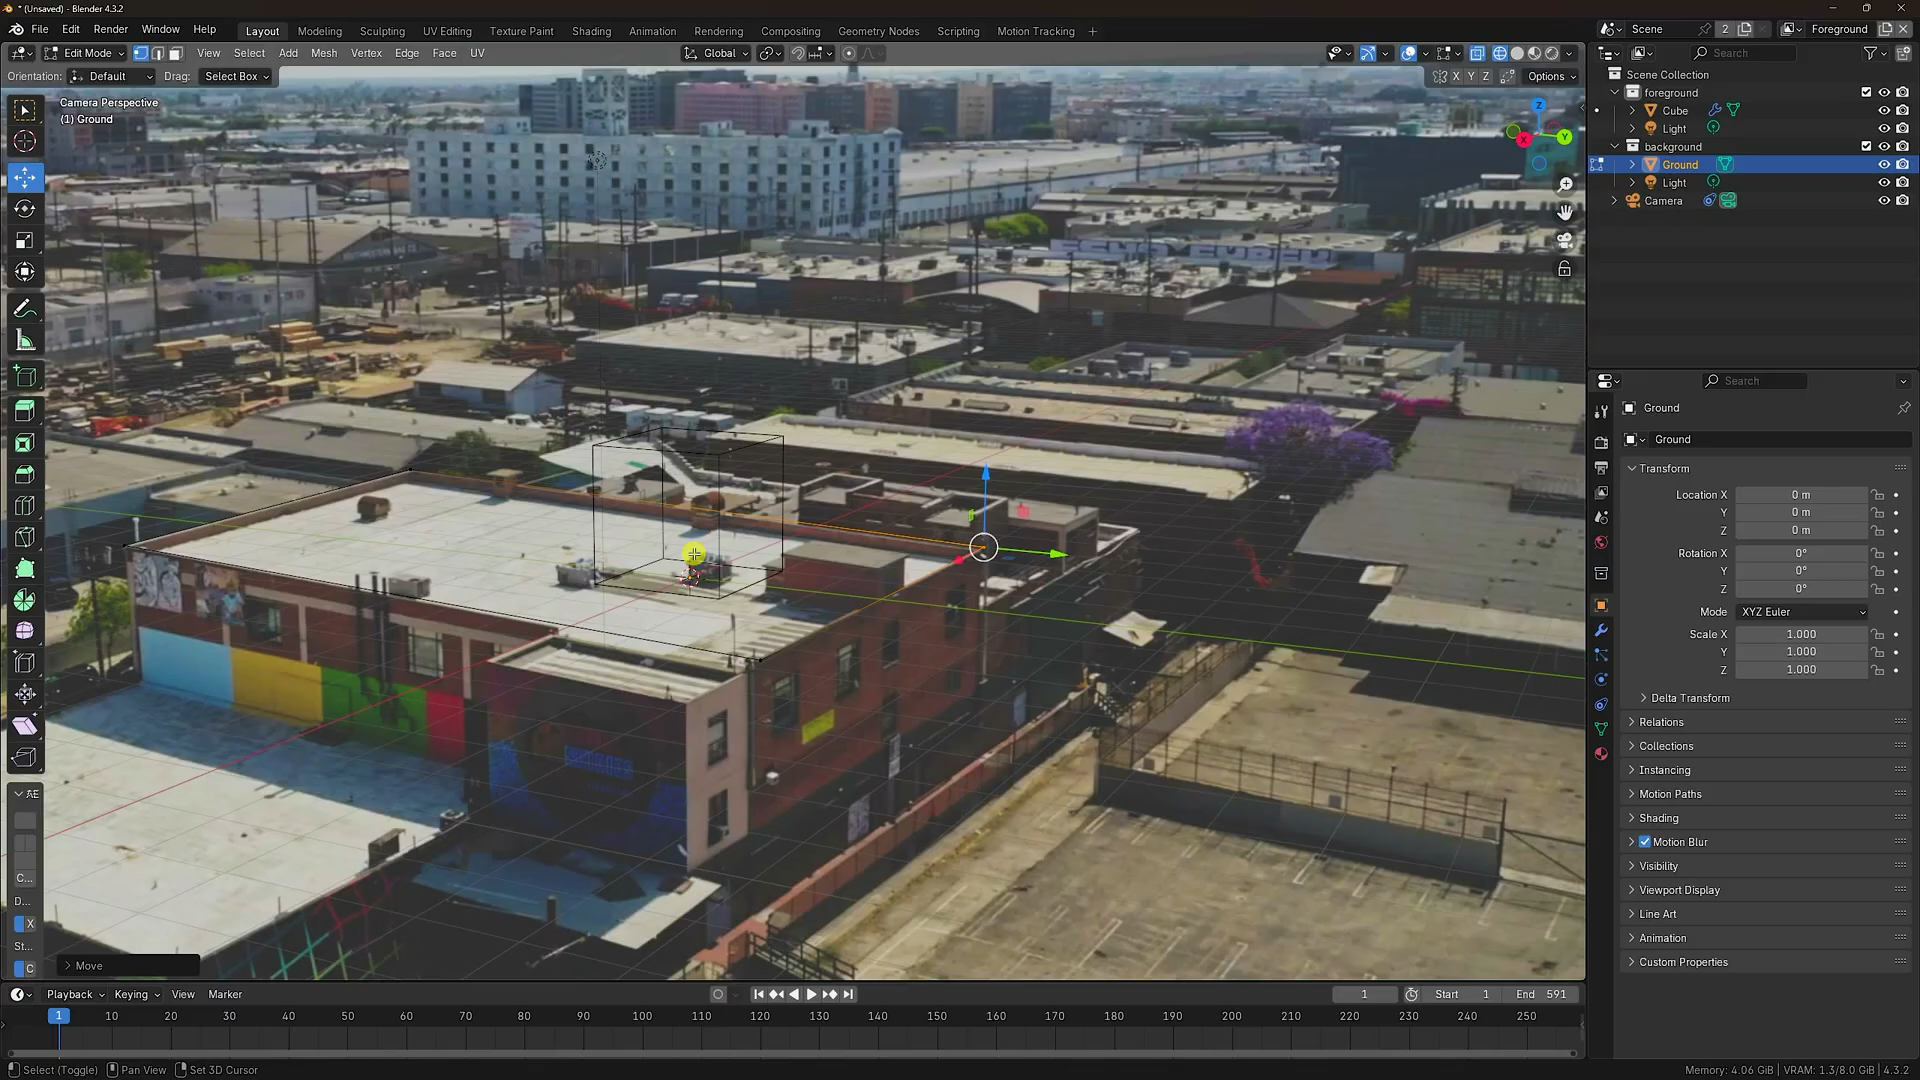 * (Unsaved) - Blender 4.3.2
File Edit Render Window Help
Layout Modeling Sculpting UV Editing Texture Paint Shading Animation Rendering Compositing Geometry Nodes Scripting Motion Tracking +
Scene 2 Foreground
Edit Mode View Select Add Mesh Vertex Edge Face UV Global
Orientation: Default Drag: Select Box
X Y Z Options
Camera Perspective
(1) Ground
Z
X
Y
Move
C...
D...
X
St...
C
Search
Scene Collection
foreground
Cube
Light
background
Ground
Light
Camera
Search
Ground
Ground
Transform
Location X 0 m
Y 0 m
Z 0 m
Rotation X 0°
Y 0°
Z 0°
Mode XYZ Euler
Scale X 1.000
Y 1.000
Z 1.000
Delta Transform
Relations
Collections
Instancing
Motion Paths
Shading
Motion Blur
Visibility
Viewport Display
Line Art
Animation
Custom Properties
Playback Keying View Marker
1 Start 1 End 591
1 10 20 30 40 50 60 70 80 90 100 110 120 130 140 150 160 170 180 190 200 210 220 230 240 250
Select (Toggle) Pan View Set 3D Cursor
Memory: 4.06 GiB | VRAM: 1.3/8.0 GiB | 4.3.2